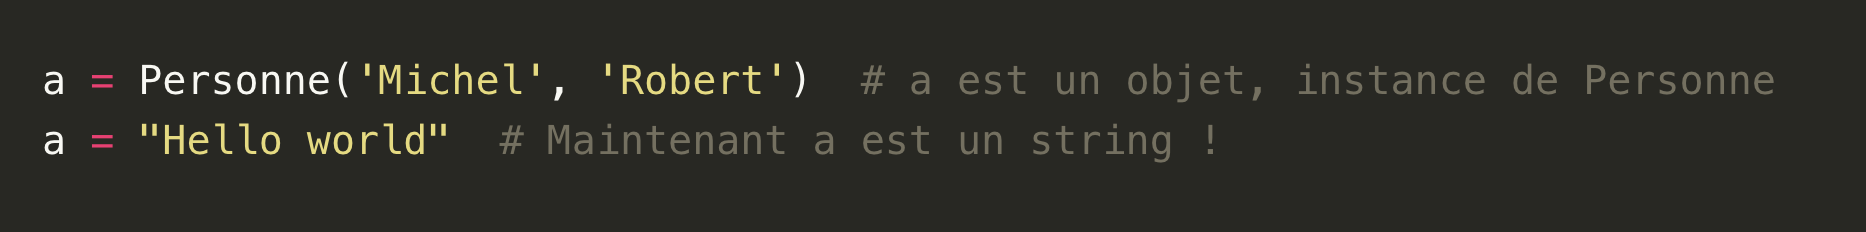 a = Personne('Michel', 'Robert')  # a est un objet, instance de Personne
a = "Hello world"  # Maintenant a est un string !